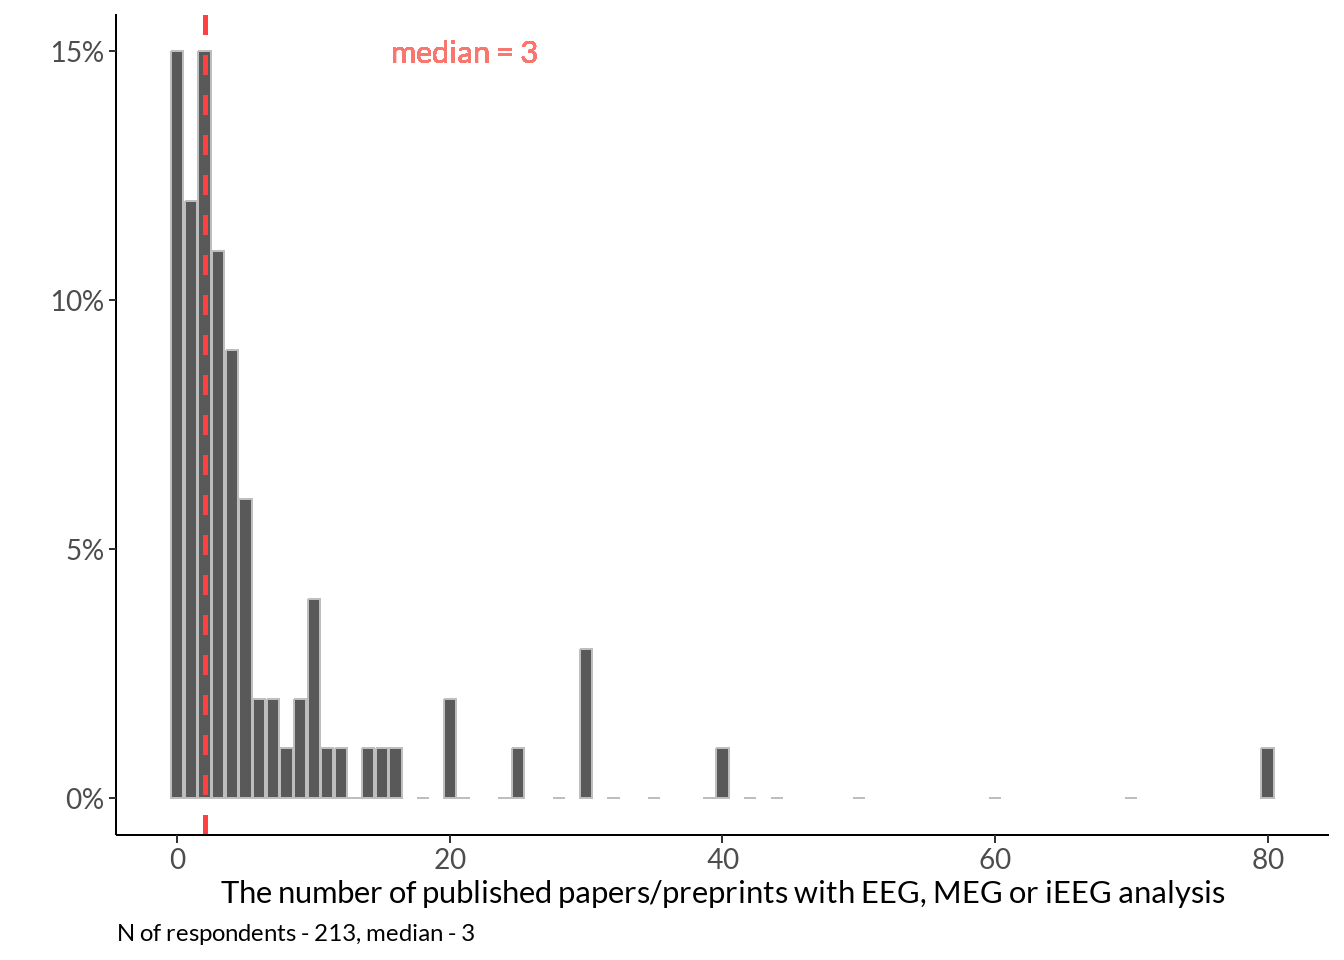 median = 3
15%
10%
5%
0%
0 20 40 60 80
The number of published papers/preprints with EEG, MEG or iEEG analysis
N of respondents - 213, median - 3